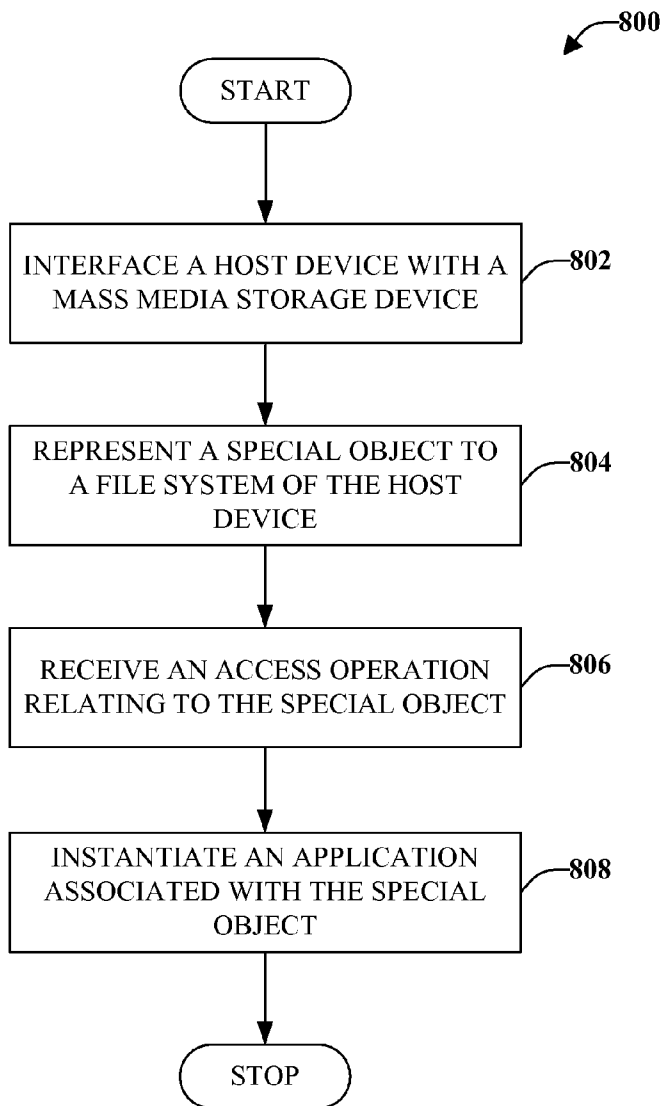 800
START
INTERFACE A HOST DEVICE WITH A
MASS MEDIA STORAGE DEVICE
802
REPRESENT A SPECIAL OBJECT TO
A FILE SYSTEM OF THE HOST
DEVICE
804
RECEIVE AN ACCESS OPERATION
RELATING TO THE SPECIAL OBJECT
806
INSTANTIATE AN APPLICATION
ASSOCIATED WITH THE SPECIAL
OBJECT
808
STOP